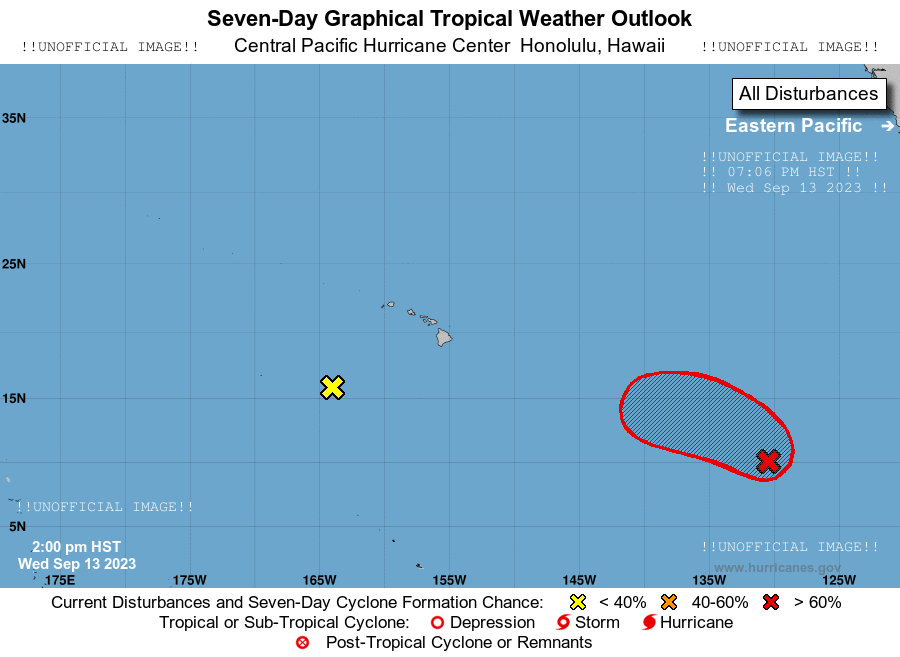 Seven-Day Graphical Tropical Weather Outlook
!!UNOFFICIAL IMAGE!! Central Pacific Hurricane Center Honolulu, Hawaii !!UNOFFICIAL IMAGE!!
All Disturbances
35N
Eastern Pacific →
!!UNOFFICIAL IMAGE!!
!! 07:06 PM HST !!
!! Wed Sep 13 2023 !!
25N
15N
!!UNOFFICIAL IMAGE!!
5N
2:00 pm HST
!!UNOFFICIAL IMAGE!!
Wed Sep 13 2023
www.hurricanes.gov
175E 175W 165W 155W 145W 135W 125W
Current Disturbances and Seven-Day Cyclone Formation Chance: < 40% 40-60% > 60%
Tropical or Sub-Tropical Cyclone: Depression Storm Hurricane
Post-Tropical Cyclone or Remnants